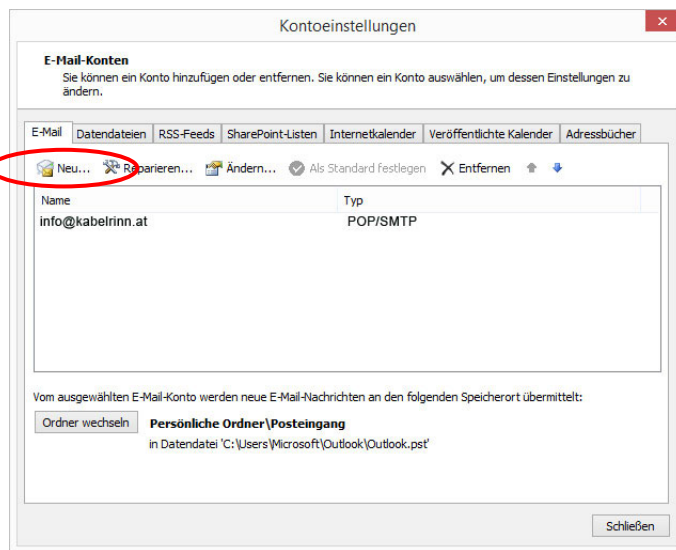 Kontoeinstellungen
E-Mail-Konten
Sie können ein Konto hinzufügen oder entfernen. Sie können ein Konto auswählen, um dessen Einstellungen zu
ändern.
E-Mail Datendateien RSS-Feeds SharePoint-Listen Internetkalender Veröffentlichte Kalender Adressbücher
Neu... Reparieren... Ändern... Als Standard festlegen Entfernen
Name Typ
info@kabelrinn.at POP/SMTP
Vom ausgewählten E-Mail-Konto werden neue E-Mail-Nachrichten an den folgenden Speicherort übermittelt:
Ordner wechseln Persönliche Ordner\Posteingang
in Datendatei 'C:\Users\Microsoft\Outlook\Outlook.pst'
Schließen